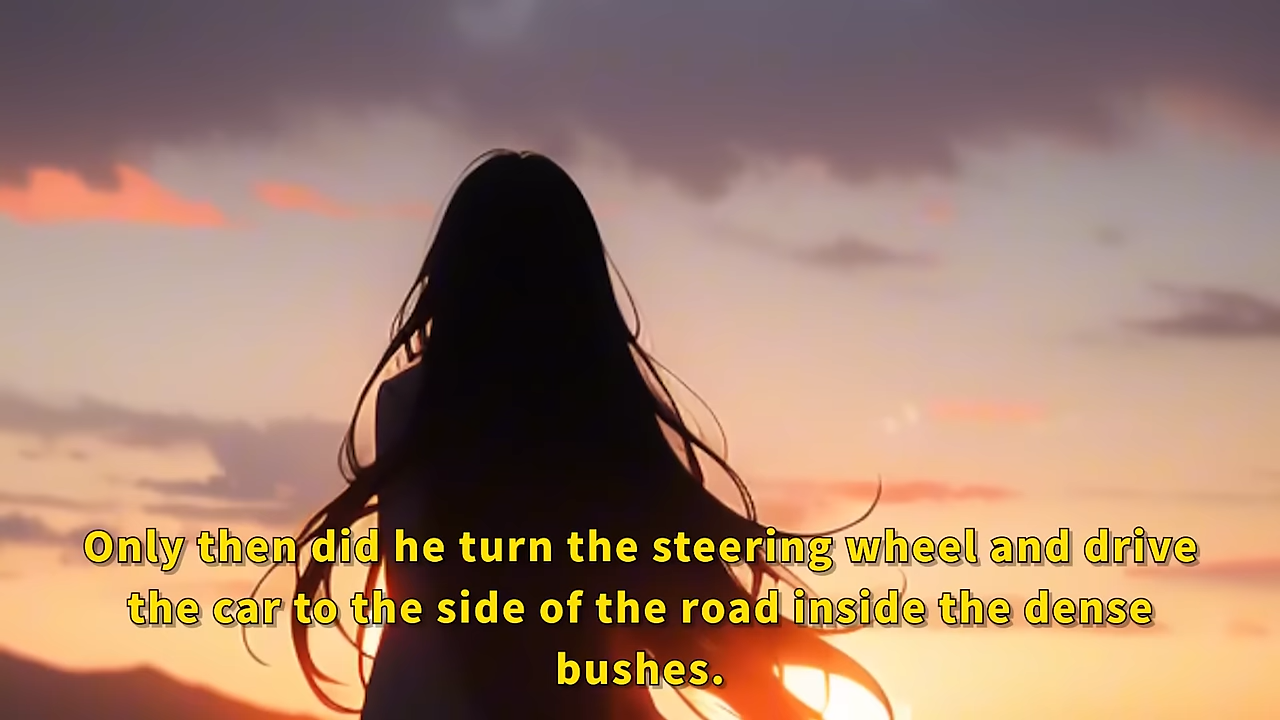 Only then did he turn the steering wheel and drive
the car to the side of the road inside the dense
bushes.